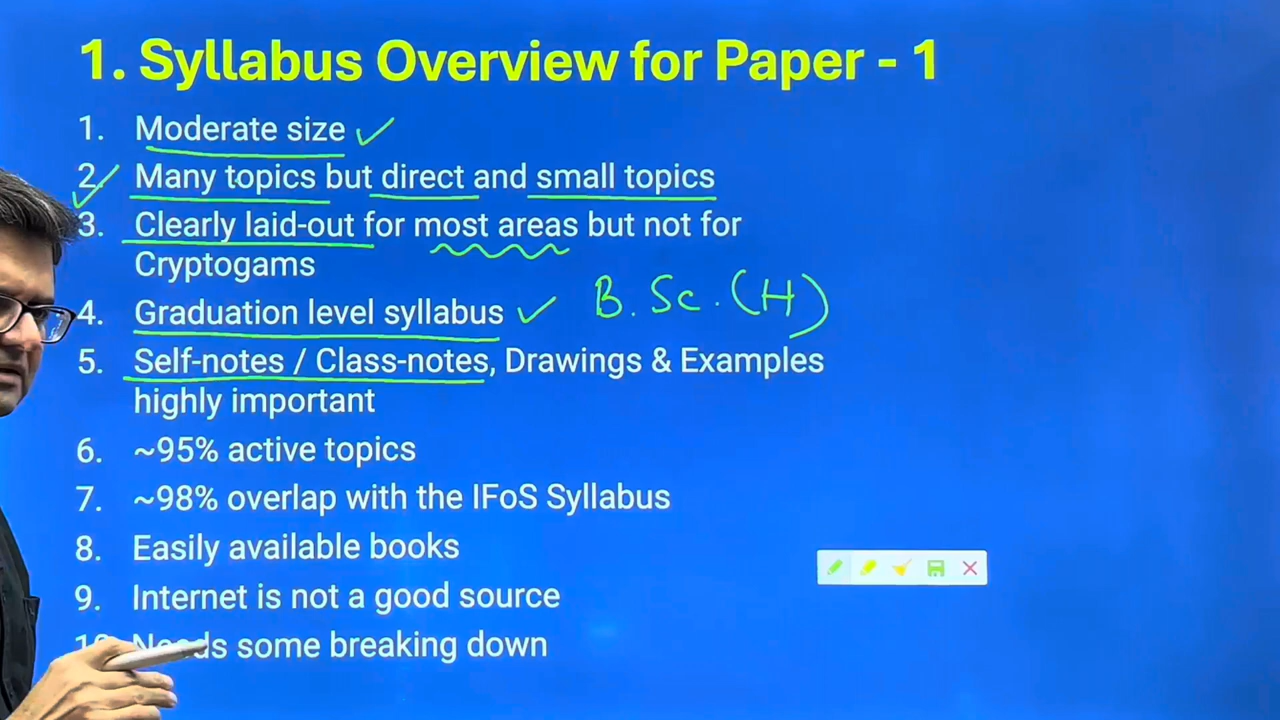 1. Syllabus Overview for Paper - 1
1. Moderate size ✓
2. Many topics but direct and small topics
3. Clearly laid-out for most areas but not for
Cryptogams
4. Graduation level syllabus ✓ B.Sc.(H)
5. Self-notes / Class-notes, Drawings & Examples
highly important
6. ~95% active topics
7. ~98% overlap with the IFoS Syllabus
8. Easily available books
9. Internet is not a good source
10. Needs some breaking down